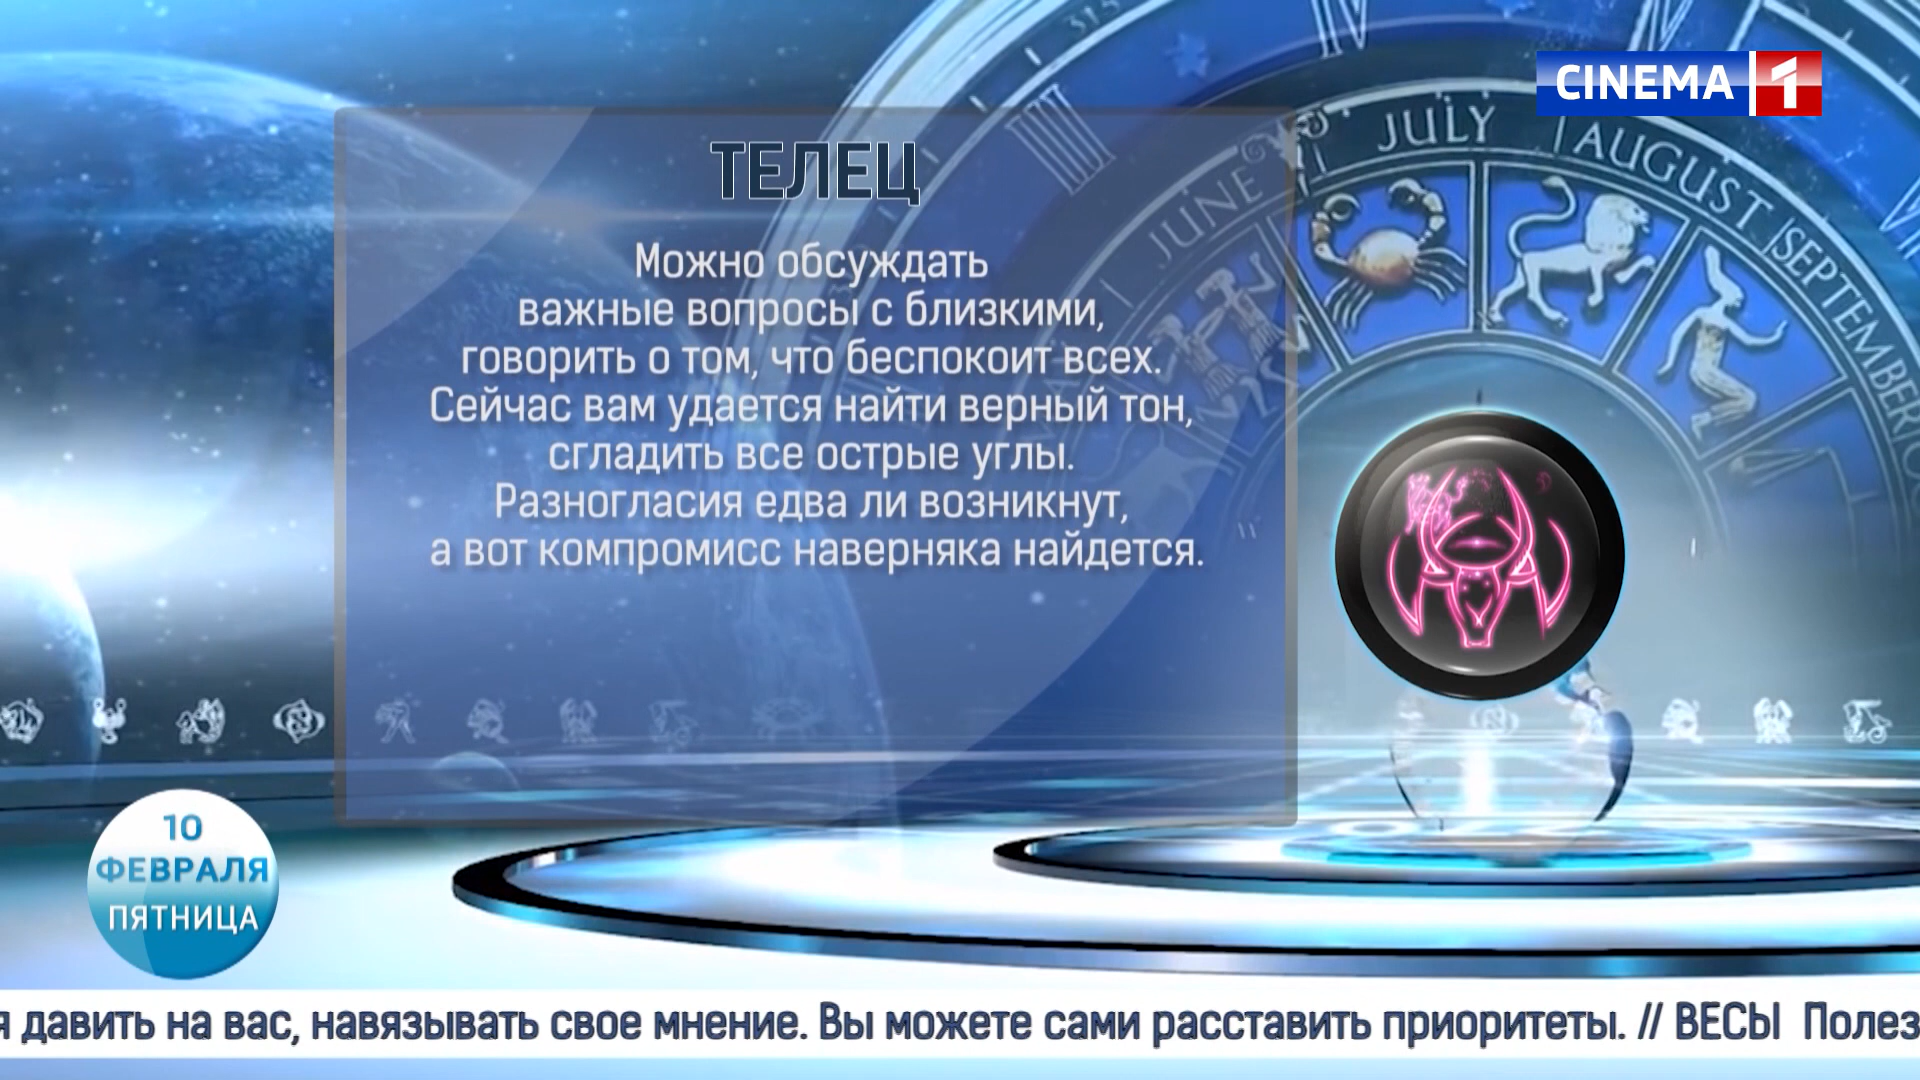 CINEMA 1
JULY
AUGUST
JUNE
SEPTEMBER
ТЕЛЕЦ
Можно обсуждать
важные вопросы с близкими,
говорить о том, что беспокоит всех.
Сейчас вам удается найти верный тон,
сгладить все острые углы.
Разногласия едва ли возникнут,
а вот компромисс наверняка найдется.
10
ФЕВРАЛЯ
ПЯТНИЦА
я давить на вас, навязывать свое мнение. Вы можете сами расставить приоритеты. // ВЕСЫ Полез